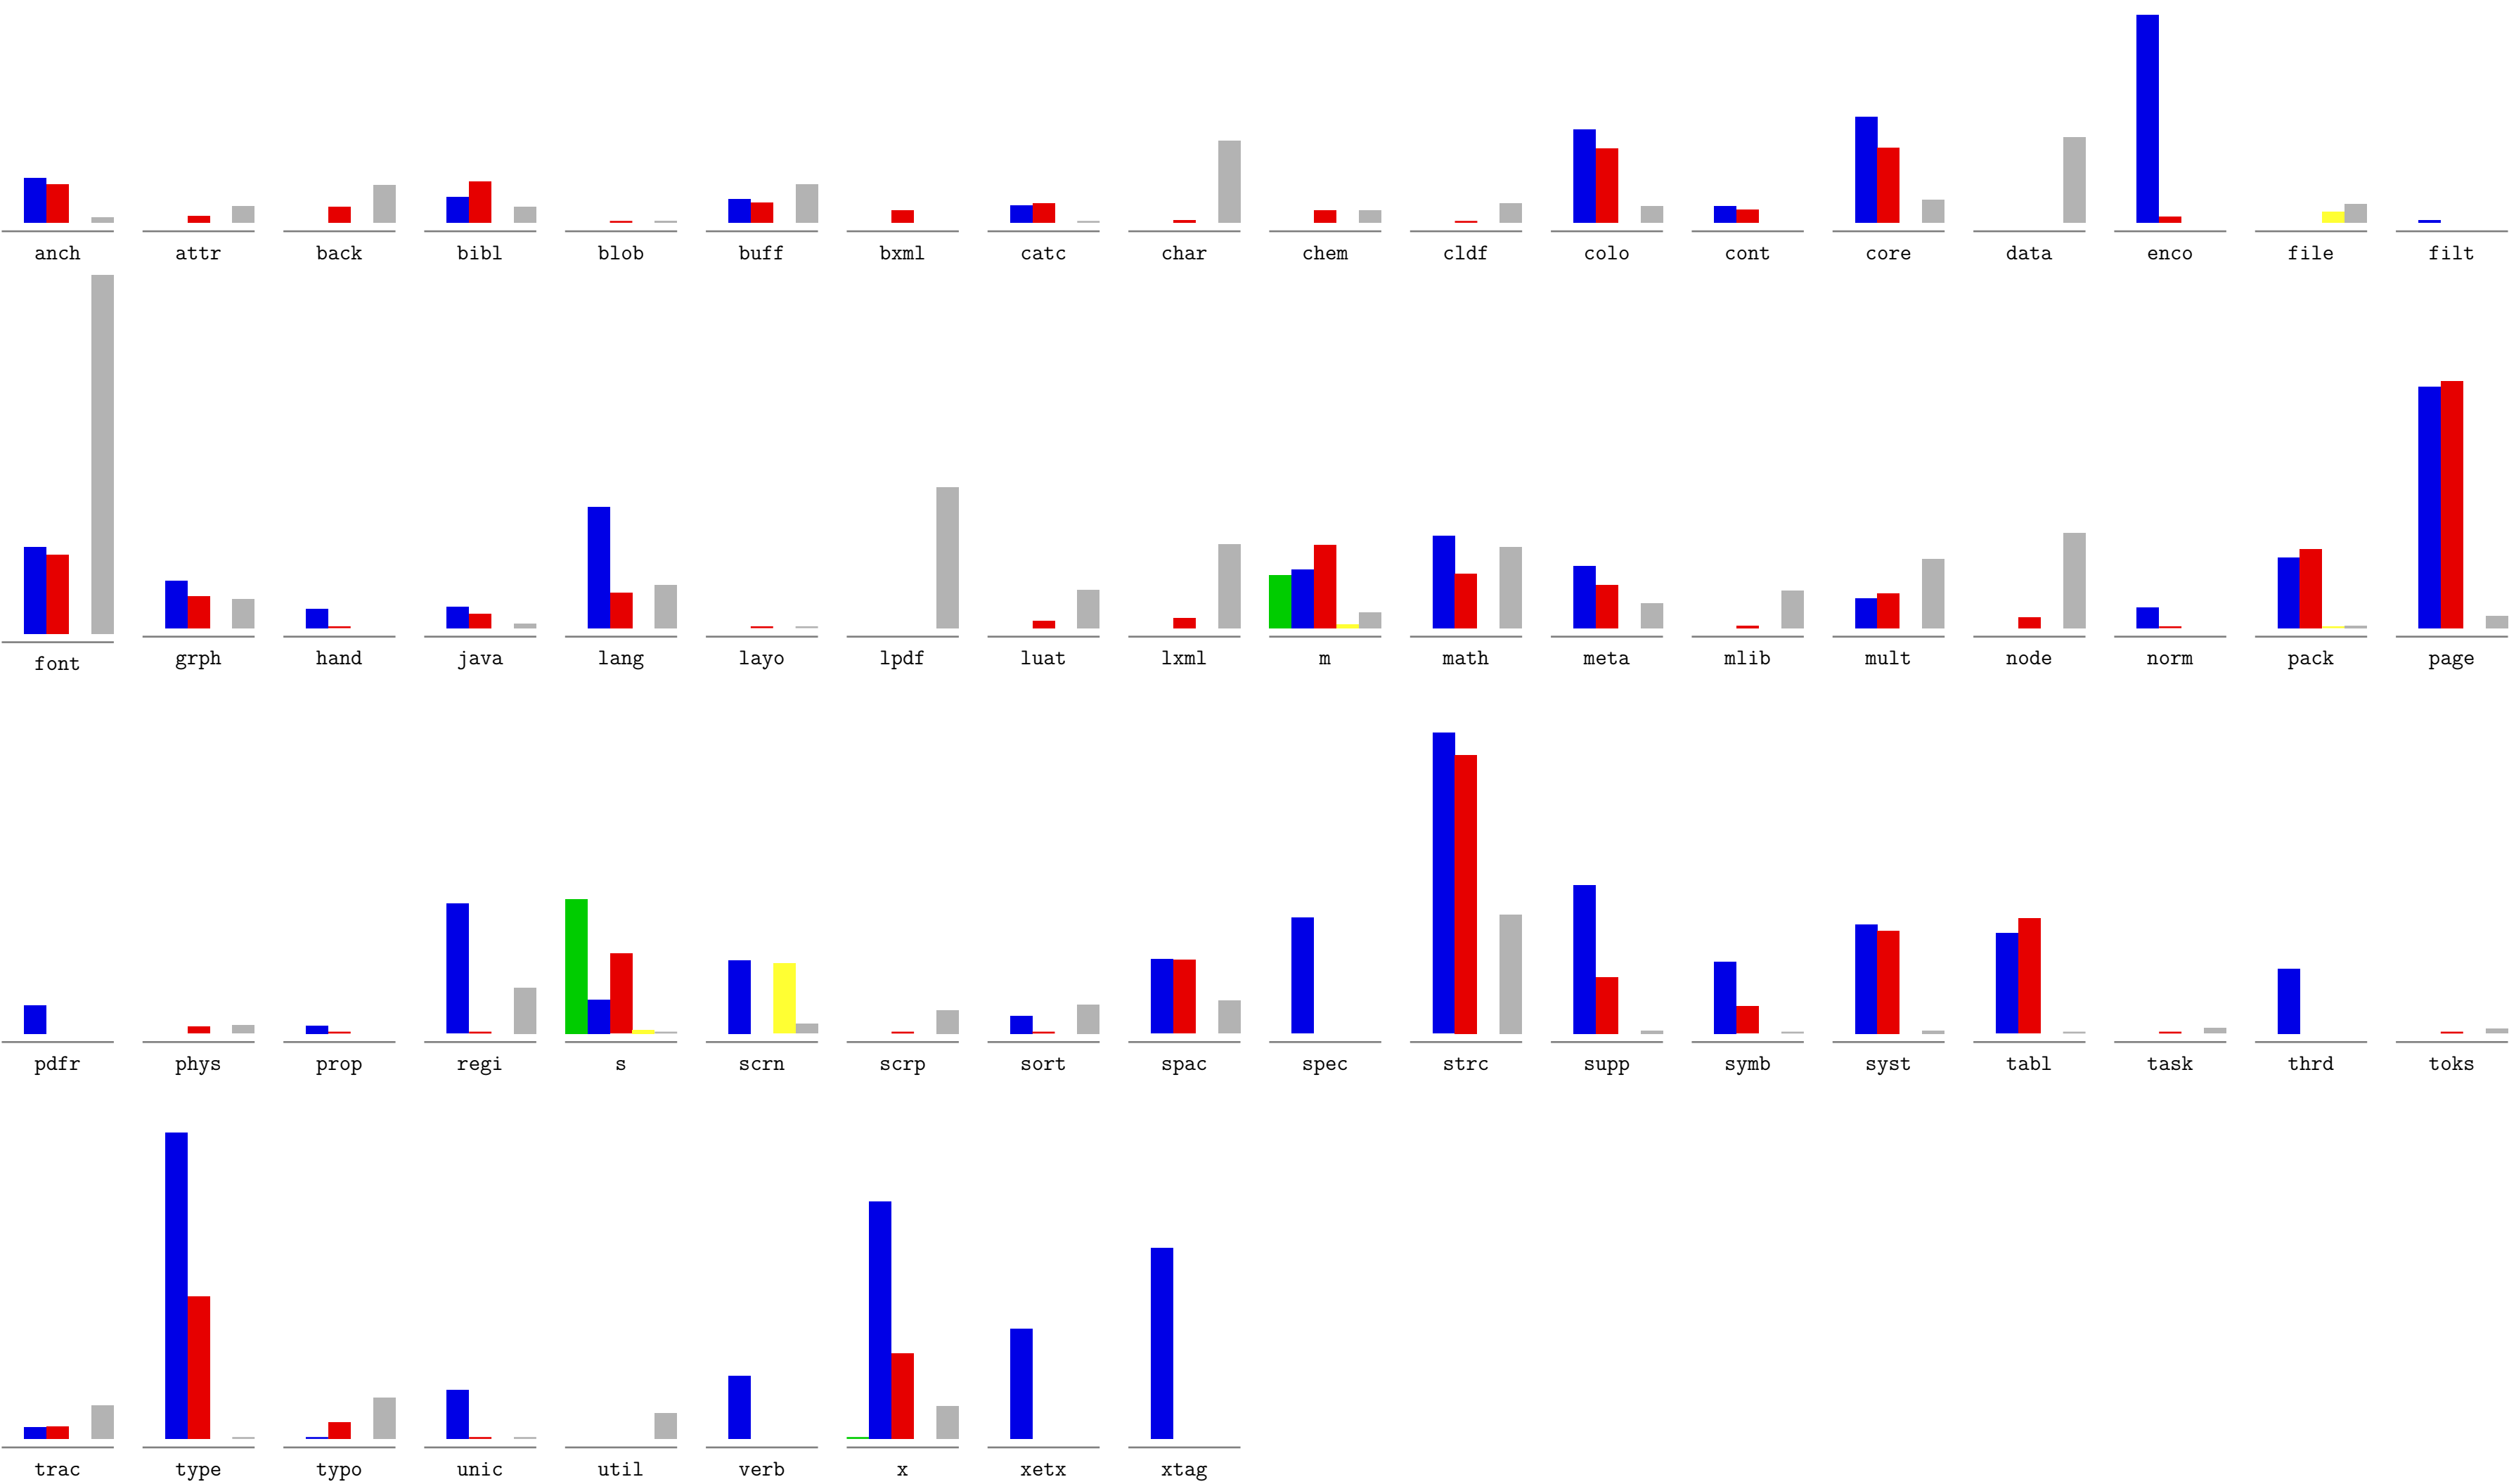 anch attr back bibl blob buff bxml catc char chem cldf colo cont core data enco file filt
font grph hand java lang layo lpdf luat lxml m math meta mlib mult node norm pack page
pdfr phys prop regi s scrn scrp sort spac spec strc supp symb syst tabl task thrd toks
trac type typo unic util verb x xetx xtag